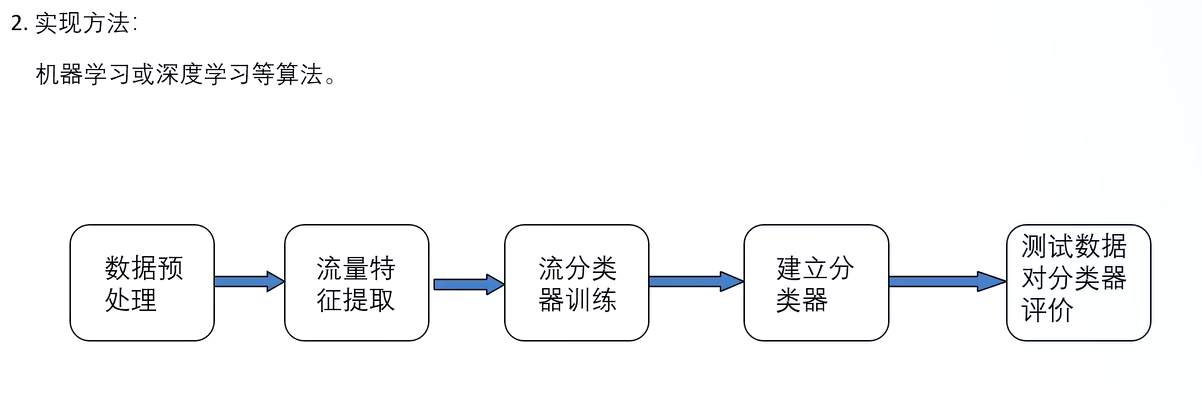 2. 实现方法：
机器学习或深度学习等算法。
数据预
处理
流量特
征提取
流分类
器训练
建立分
类器
测试数据
对分类器
评价